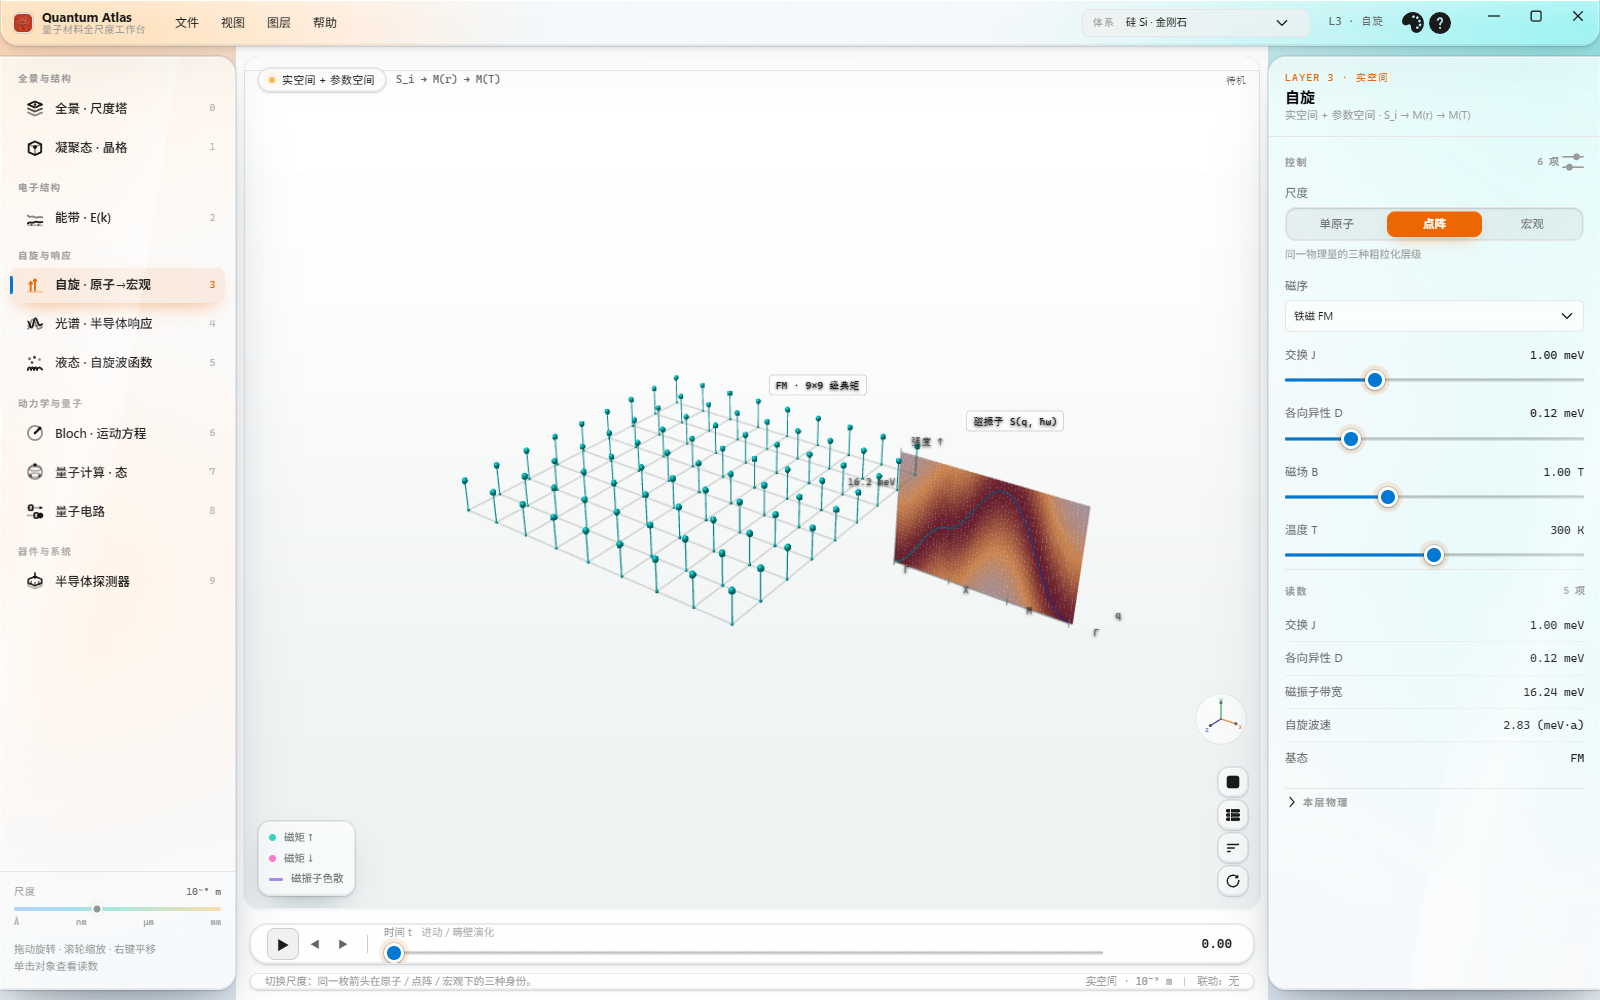 Quantum Atlas
量子材料全尺度工作台
文件 视图 图层 帮助
体系 硅 Si · 金刚石
L3 · 自旋
?
全景与结构
全景 · 尺度塔 0
凝聚态 · 晶格 1
电子结构
能带 · E(k) 2
自旋与响应
自旋 · 原子→宏观 3
光谱 · 半导体响应 4
液态 · 自旋波函数 5
动力学与量子
Bloch · 运动方程 6
量子计算 · 态 7
量子电路 8
器件与系统
半导体探测器 9
尺度 10⁻⁹ m
Å nm µm mm
拖动旋转 · 滚轮缩放 · 右键平移
单击对象查看读数
实空间 + 参数空间 S_i → M(r) → M(T)
待机
FM · 9×9 经典矩
磁振子 S(q, ħω)
强度 ↑
16.2 meV
Γ
X
M
Γ
q
Y
X
Z
磁矩 ↑
磁矩 ↓
磁振子色散
时间 t 进动 / 畴壁演化
0.00
切换尺度：同一枚箭头在原子 / 点阵 / 宏观下的三种身份。
实空间 · 10⁻⁹ m | 联动：无
LAYER 3 · 实空间
自旋
实空间 + 参数空间 · S_i → M(r) → M(T)
控制 6 项
尺度
单原子 点阵 宏观
同一物理量的三种粗粒化层级
磁序
铁磁 FM
交换 J 1.00 meV
各向异性 D 0.12 meV
磁场 B 1.00 T
温度 T 300 K
读数 5 项
交换 J 1.00 meV
各向异性 D 0.12 meV
磁振子带宽 16.24 meV
自旋波速 2.83 (meV·a)
基态 FM
本层物理